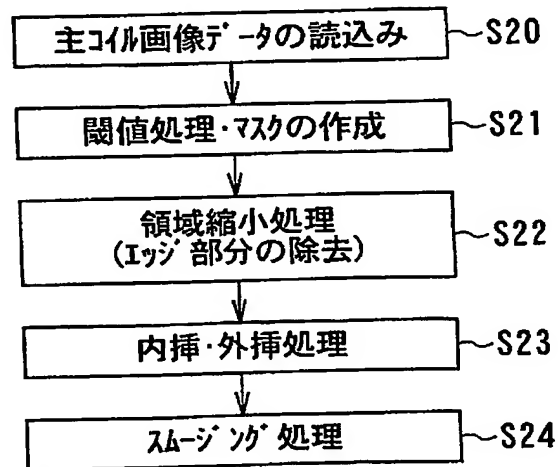 主ｺｲﾙ画像ﾃﾞｰﾀの読込み ~S20
閾値処理･ﾏｽｸの作成 ~S21
領域縮小処理
(ｴｯｼﾞ部分の除去) ~S22
内挿･外挿処理 ~S23
ｽﾑｰｼﾞﾝｸﾞ処理 ~S24